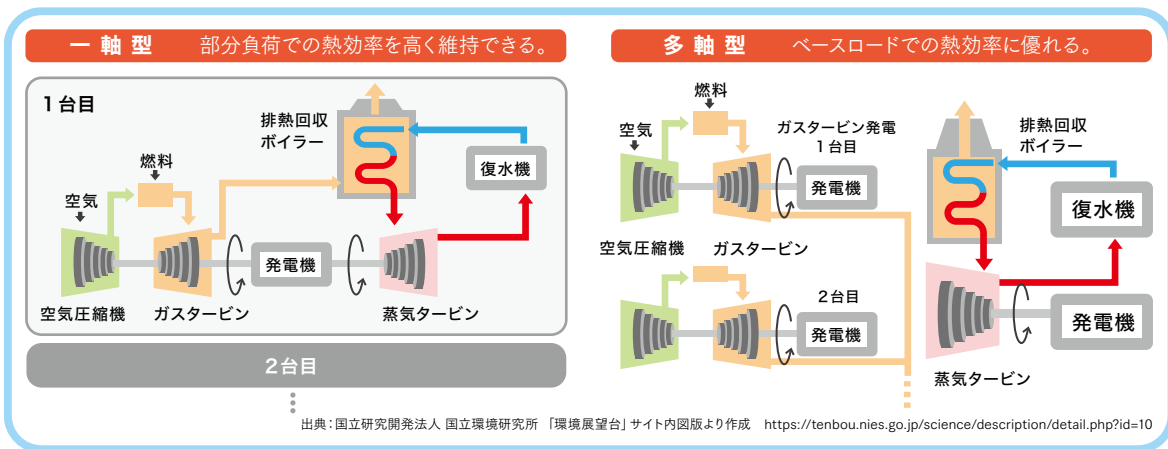 一軸型 部分負荷での熱効率を高く維持できる。
1台目
空気
燃料
排熱回収
ボイラー
復水機
発電機
空気圧縮機
ガスタービン
蒸気タービン
2台目
多軸型 ベースロードでの熱効率に優れる。
燃料
空気
ガスタービン発電
1台目
発電機
空気圧縮機
ガスタービン
2台目
発電機
排熱回収
ボイラー
復水機
発電機
蒸気タービン
出典：国立研究開発法人 国立環境研究所 「環境展望台」サイト内図版より作成 https://tenbou.nies.go.jp/science/description/detail.php?id=10